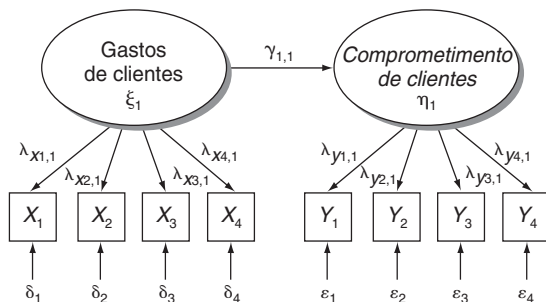 Gastos
de clientes
ξ1
γ1,1
Comprometimento
de clientes
η1
λx1,1 λx2,1 λx3,1 λx4,1
λy1,1 λy2,1 λy3,1 λy4,1
X1 X2 X3 X4 Y1 Y2 Y3 Y4
δ1 δ2 δ3 δ4 ε1 ε2 ε3 ε4